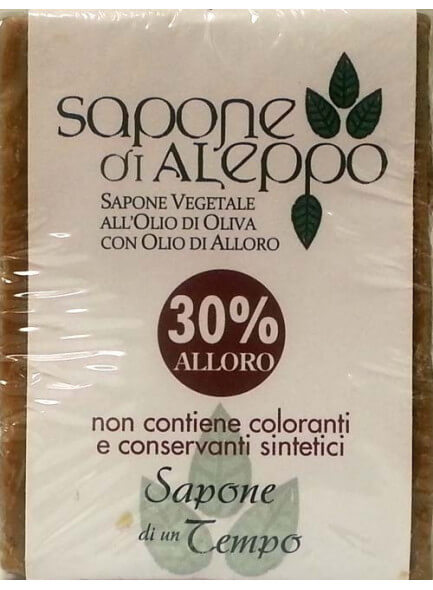 Sapone
di Aleppo
Sapone Vegetale
all'Olio di Oliva
con Olio di Alloro
30%
ALLORO
non contiene coloranti
e conservanti sintetici
Sapone
di un Tempo